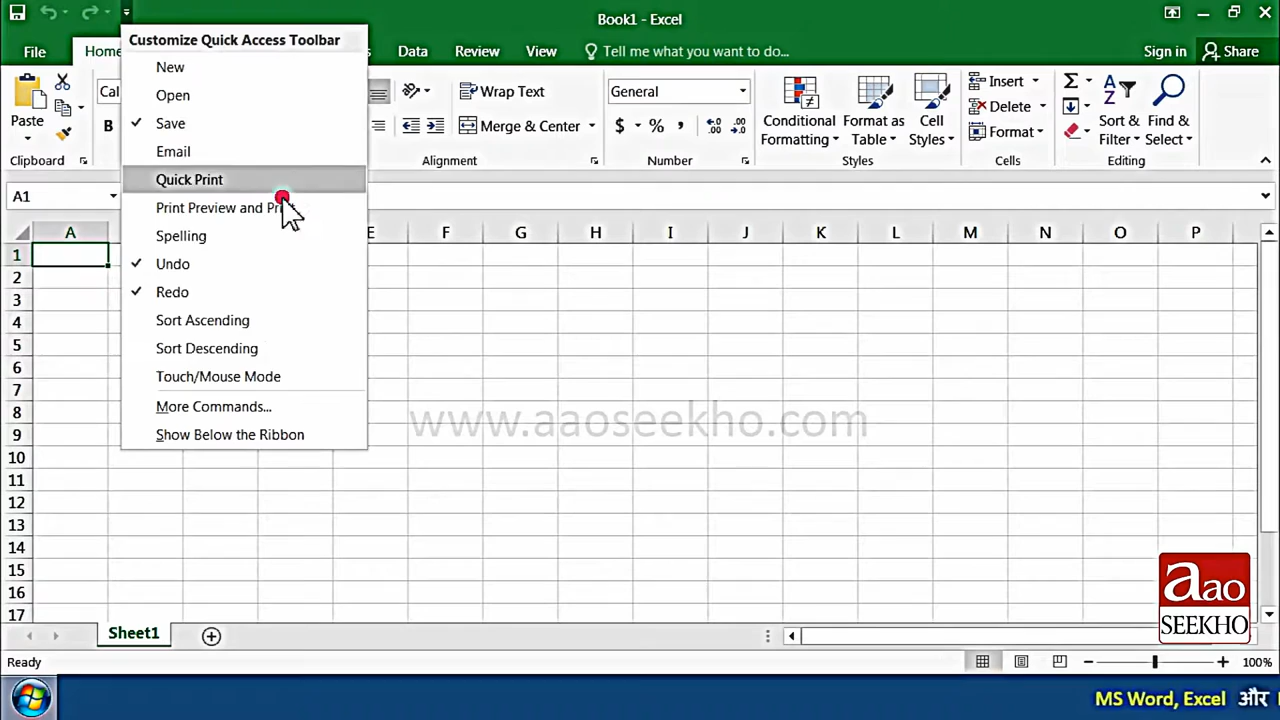 Book1 - Excel
File
Home
Data
Review
View
Tell me what you want to do...
Sign in
Share
Customize Quick Access Toolbar
New
Open
Save
Email
Quick Print
Print Preview and
Spelling
Undo
Redo
Sort Ascending
Sort Descending
Touch/Mouse Mode
More Commands...
Show Below the Ribbon
Paste
Clipboard
Cal
B
Wrap Text
Merge & Center
Alignment
General
$ % ,
Number
Conditional Formatting
Format as Table
Cell Styles
Styles
Insert
Delete
Format
Cells
Sort & Filter
Find & Select
Editing
A1
A E F G H I J K L M N O P
1
2
3
4
5
6
7
8
9
10
11
12
13
14
15
16
17
www.aaoseekho.com
aao
SEEKHO
Sheet1
Ready
100%
MS Word, Excel और